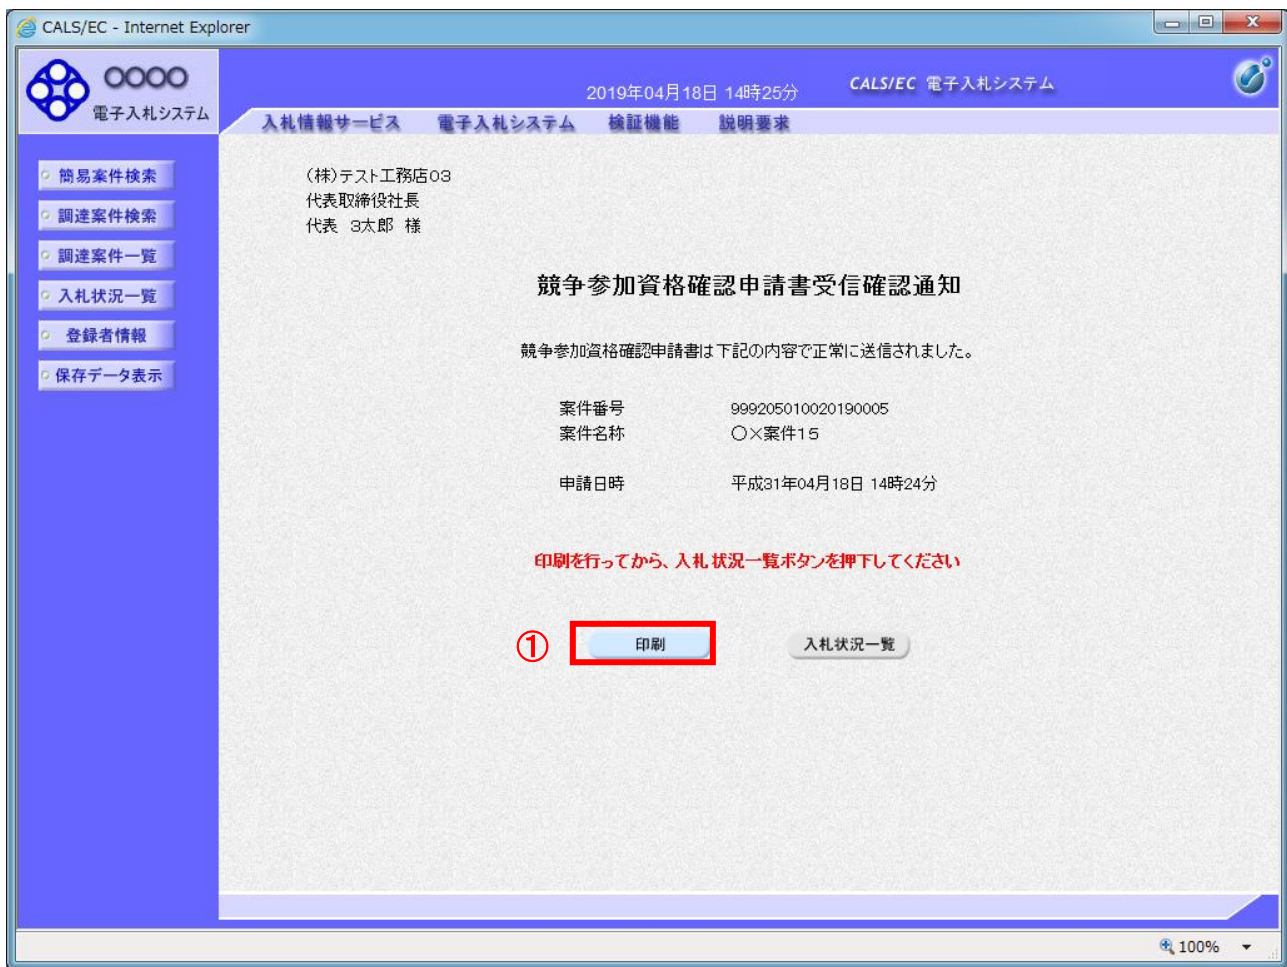 CALS/EC - Internet Explorer
○○○○
電子入札システム
2019年04月18日 14時25分
CALS/EC 電子入札システム
入札情報サービス 電子入札システム 検証機能 説明要求
簡易案件検索
調達案件検索
調達案件一覧
入札状況一覧
登録者情報
保存データ表示
(株)テスト工務店03
代表取締役社長
代表 3太郎 様
競争参加資格確認申請書受信確認通知
競争参加資格確認申請書は下記の内容で正常に送信されました。
案件番号 999205010020190005
案件名称 ○×案件15
申請日時 平成31年04月18日 14時24分
印刷を行ってから、入札状況一覧ボタンを押下してください
① 印刷 入札状況一覧
100%